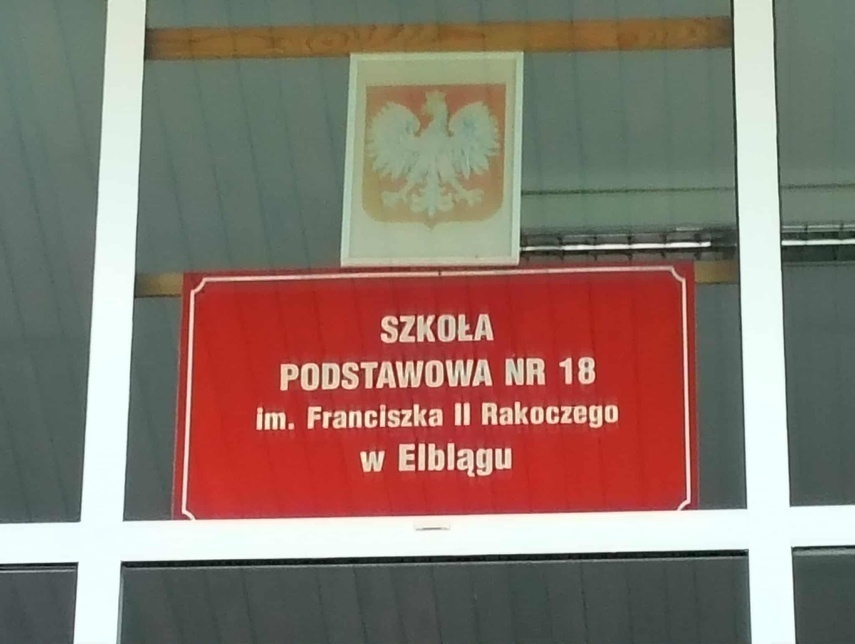 SZKOŁA
PODSTAWOWA NR 18
im. Franciszka II Rakoczego
w Elblągu